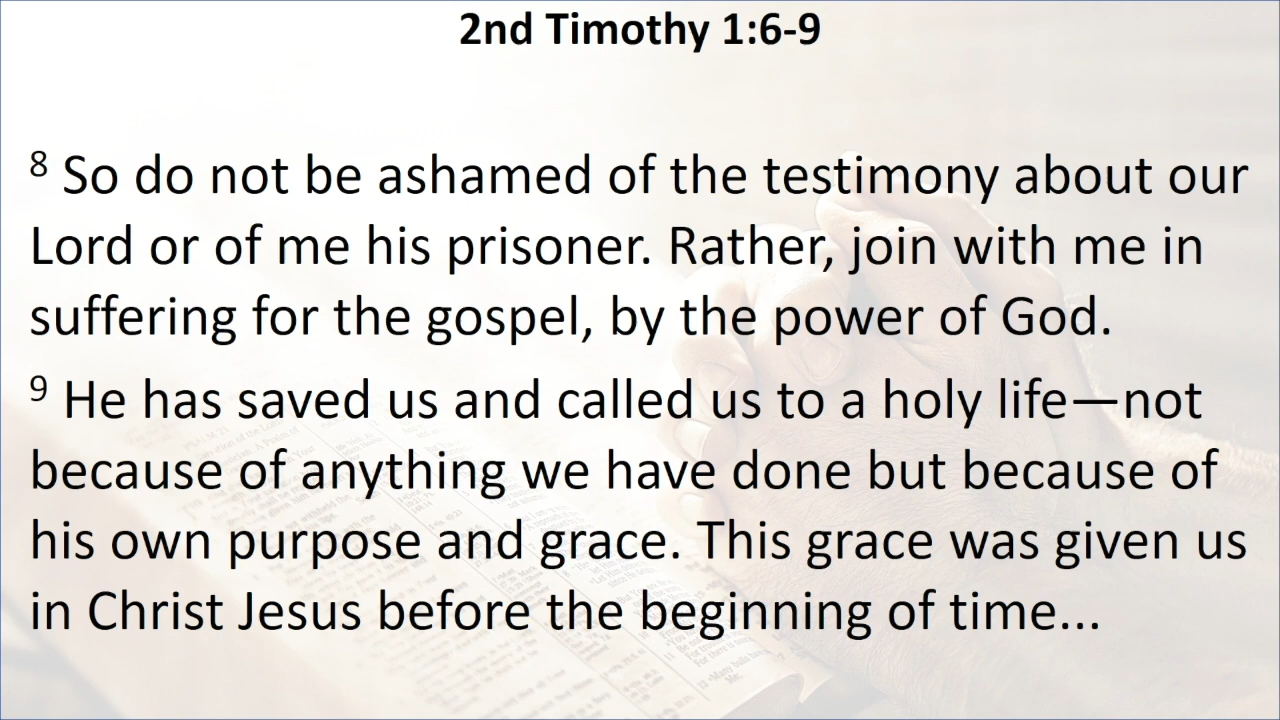 2nd Timothy 1:6-9
8 So do not be ashamed of the testimony about our
Lord or of me his prisoner. Rather, join with me in
suffering for the gospel, by the power of God.
9 He has saved us and called us to a holy life—not
because of anything we have done but because of
his own purpose and grace. This grace was given us
in Christ Jesus before the beginning of time...